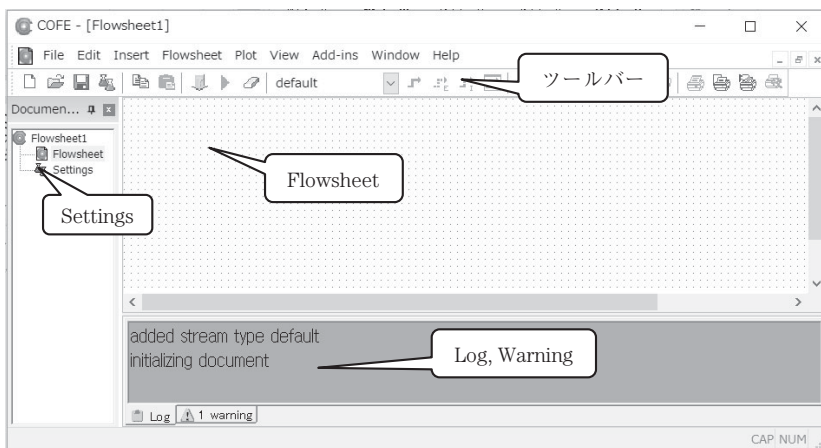 COFE - [Flowsheet1]
File Edit Insert Flowsheet Plot View Add-ins Window Help
default
ツールバー
Documen...
Flowsheet1
Flowsheet
Settings
Flowsheet
Settings
added stream type default
initializing document
Log, Warning
Log
1 warning
CAP NUM